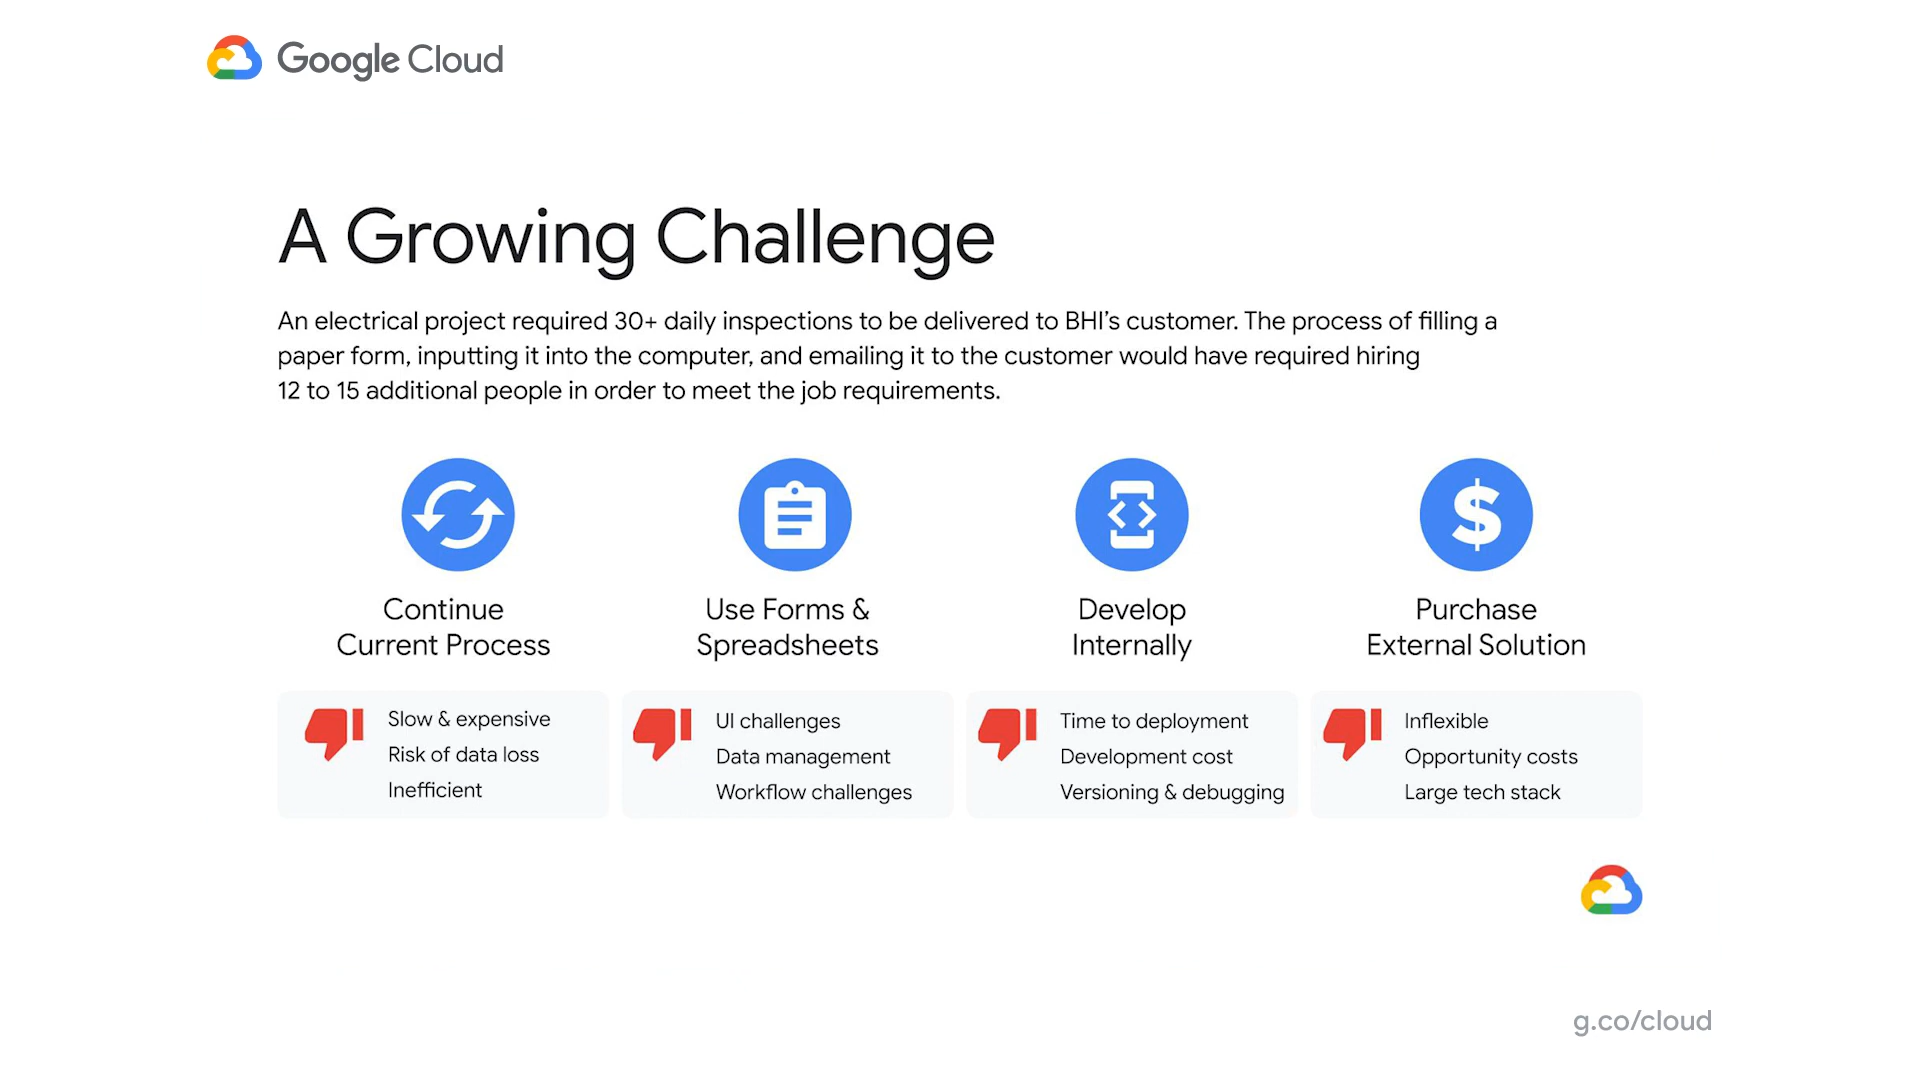 Google Cloud
A Growing Challenge
An electrical project required 30+ daily inspections to be delivered to BHI's customer. The process of filling a
paper form, inputting it into the computer, and emailing it to the customer would have required hiring
12 to 15 additional people in order to meet the job requirements.
Continue
Current Process
Slow & expensive
Risk of data loss
Inefficient
Use Forms &
Spreadsheets
UI challenges
Data management
Workflow challenges
Develop
Internally
Time to deployment
Development cost
Versioning & debugging
Purchase
External Solution
Inflexible
Opportunity costs
Large tech stack
g.co/cloud